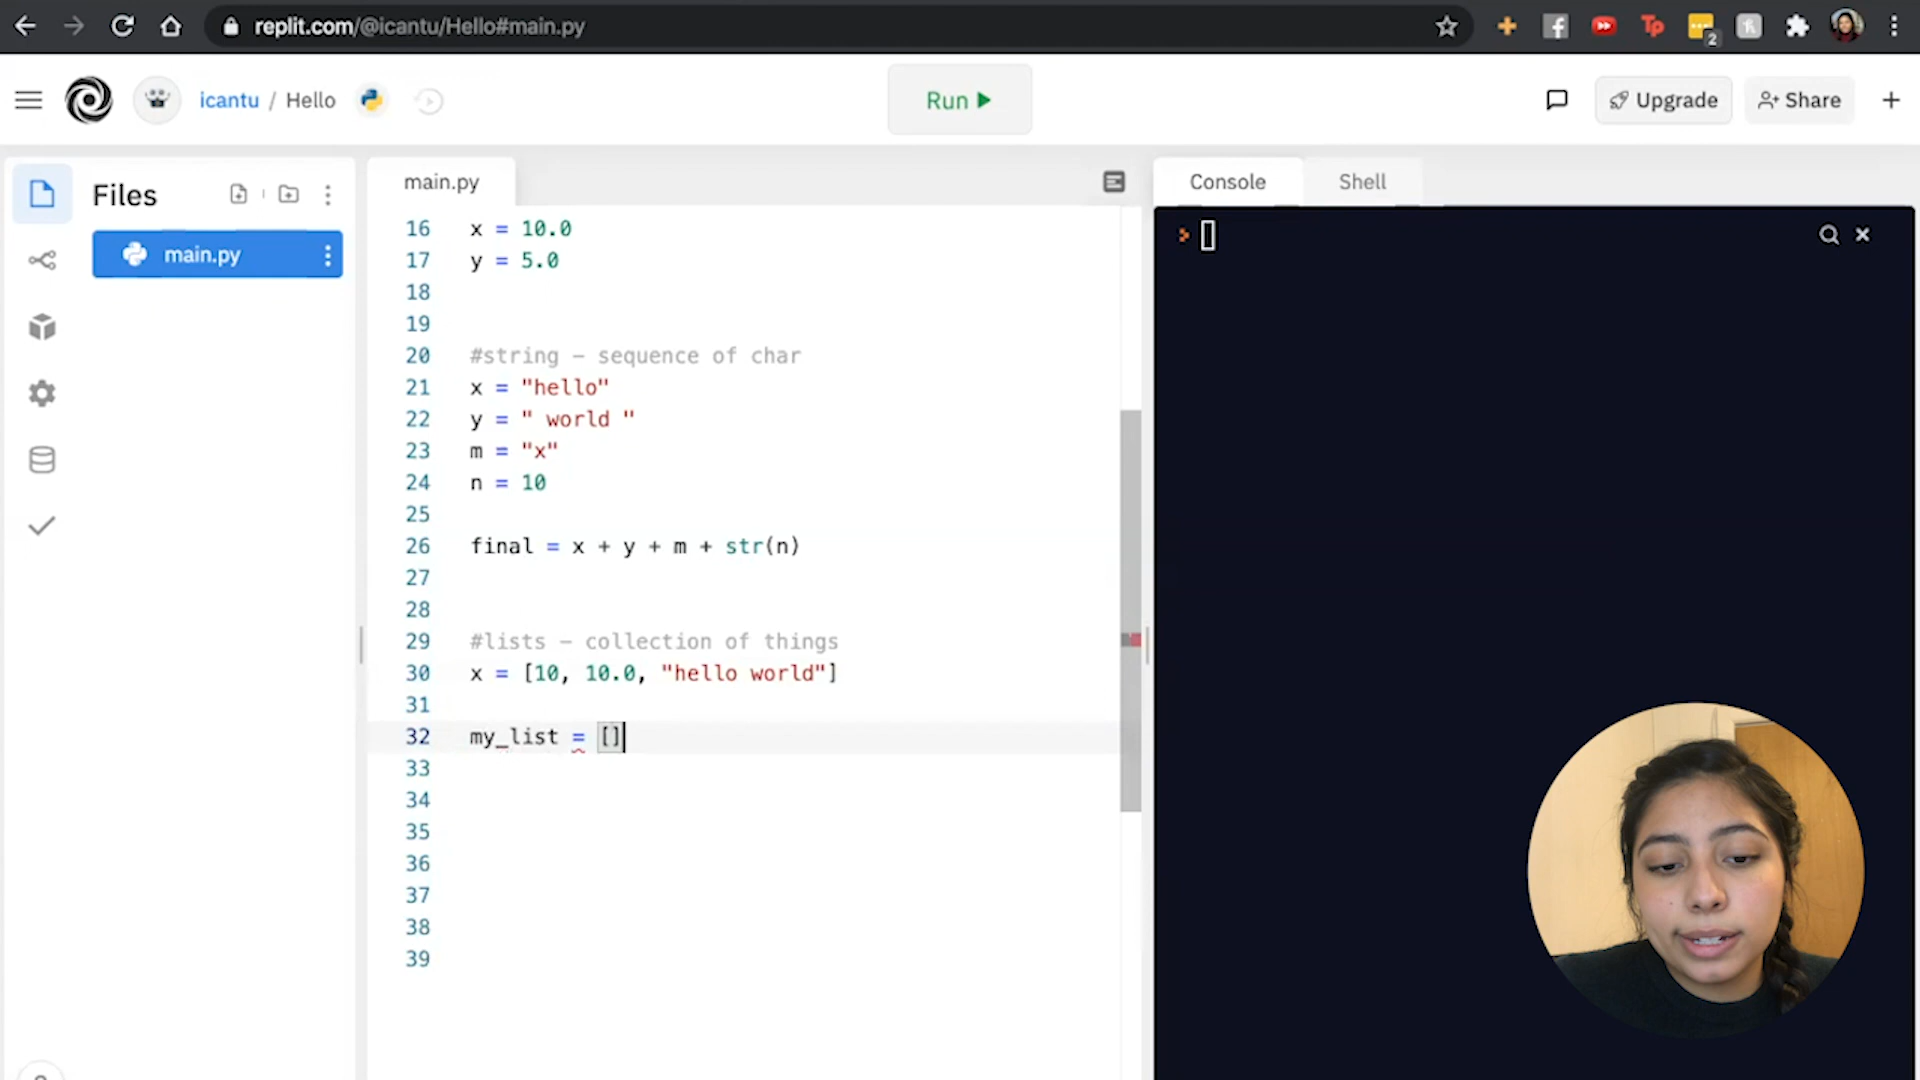 replit.com/@icantu/Hello#main.py
Tp
2
icantu / Hello
Run
Upgrade
Share
Files
main.py
main.py
Console
Shell
16 x = 10.0
17 y = 5.0
18
19
20 #string – sequence of char
21 x = "hello"
22 y = " world "
23 m = "x"
24 n = 10
25
26 final = x + y + m + str(n)
27
28
29 #lists – collection of things
30 x = [10, 10.0, "hello world"]
31
32 my_list = []
33
34
35
36
37
38
39